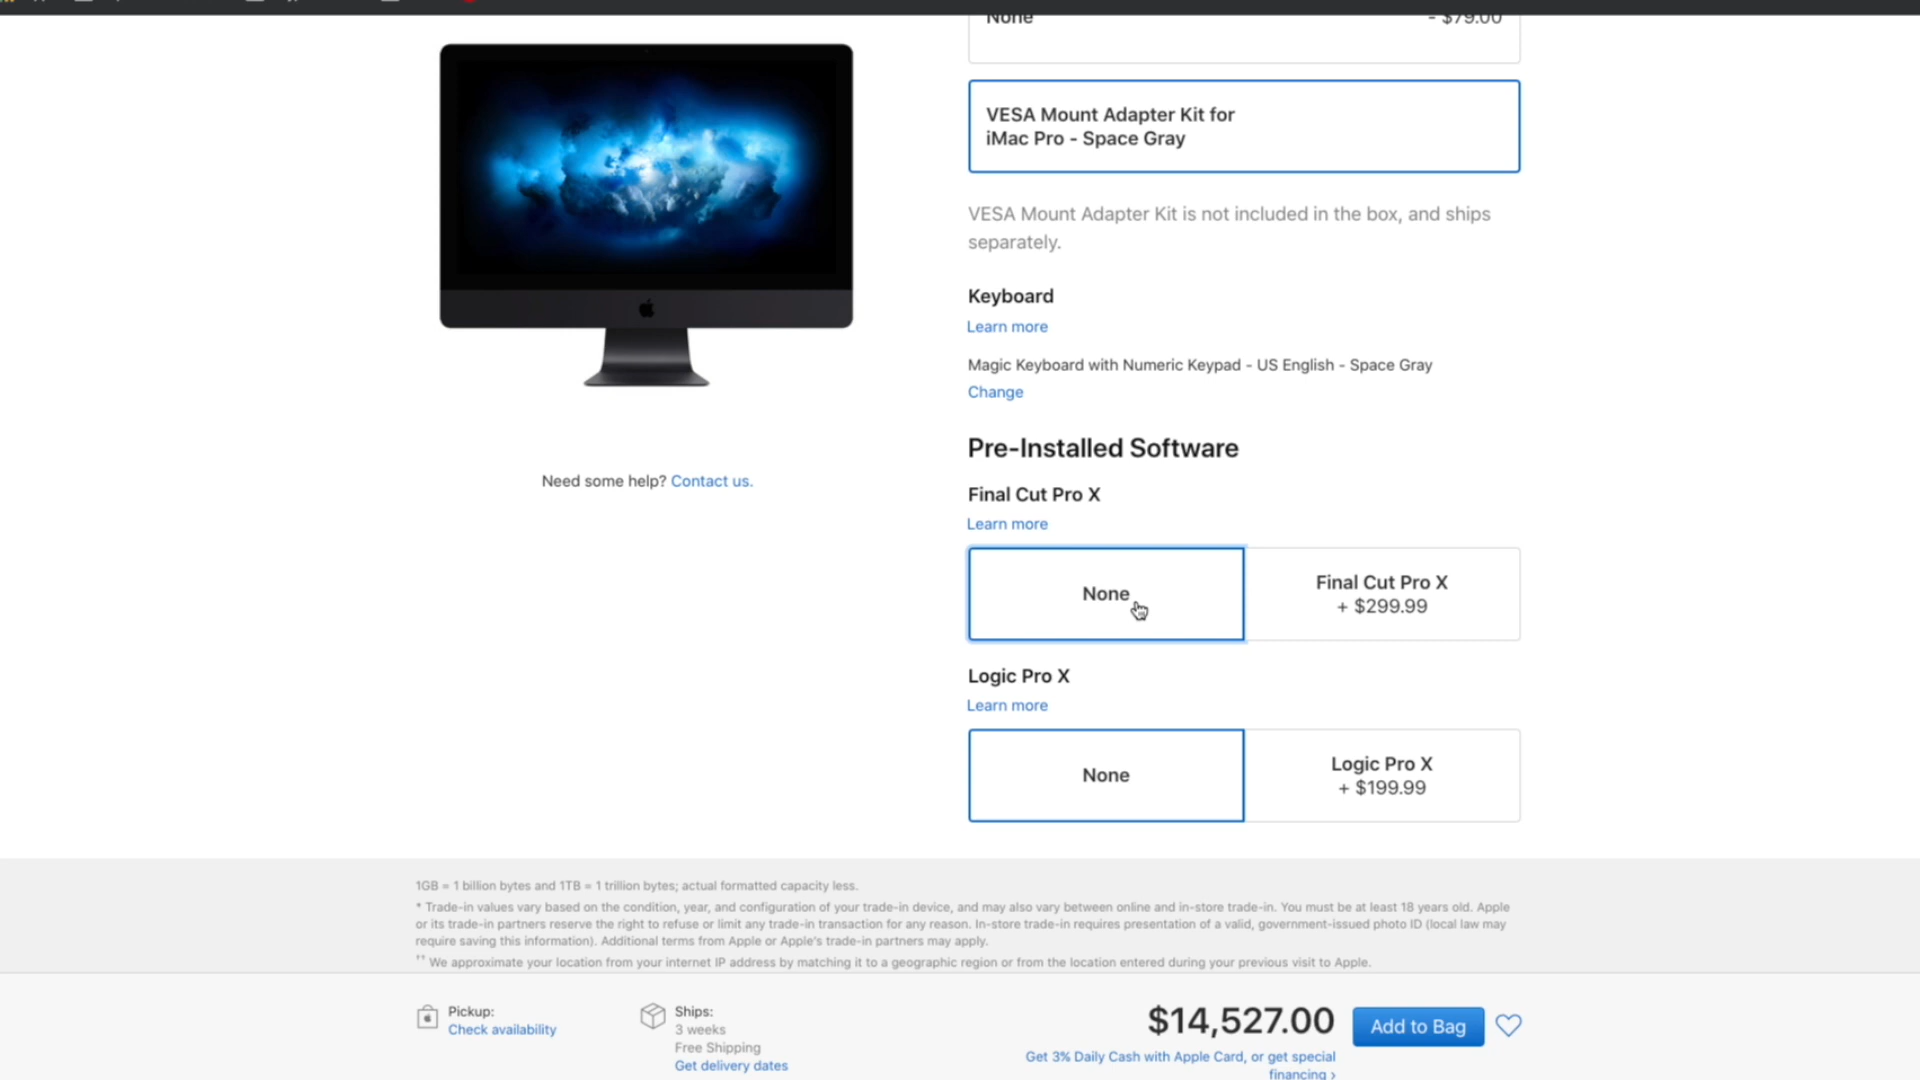 None
- $79.00
VESA Mount Adapter Kit for
iMac Pro - Space Gray
VESA Mount Adapter Kit is not included in the box, and ships
separately.
Keyboard
Learn more
Magic Keyboard with Numeric Keypad - US English - Space Gray
Change
Need some help? Contact us.
Pre-Installed Software
Final Cut Pro X
Learn more
None
Final Cut Pro X
+ $299.99
Logic Pro X
Learn more
None
Logic Pro X
+ $199.99
1GB = 1 billion bytes and 1TB = 1 trillion bytes; actual formatted capacity less.
* Trade-in values vary based on the condition, year, and configuration of your trade-in device, and may also vary between online and in-store trade-in. You must be at least 18 years old. Apple
or its trade-in partners reserve the right to refuse or limit any trade-in transaction for any reason. In-store trade-in requires presentation of a valid, government-issued photo ID (local law may
require saving this information). Additional terms from Apple or Apple's trade-in partners may apply.
†† We approximate your location from your internet IP address by matching it to a geographic region or from the location entered during your previous visit to Apple.
Pickup:
Check availability
Ships:
3 weeks
Free Shipping
Get delivery dates
$14,527.00
Get 3% Daily Cash with Apple Card, or get special
financing ›
Add to Bag